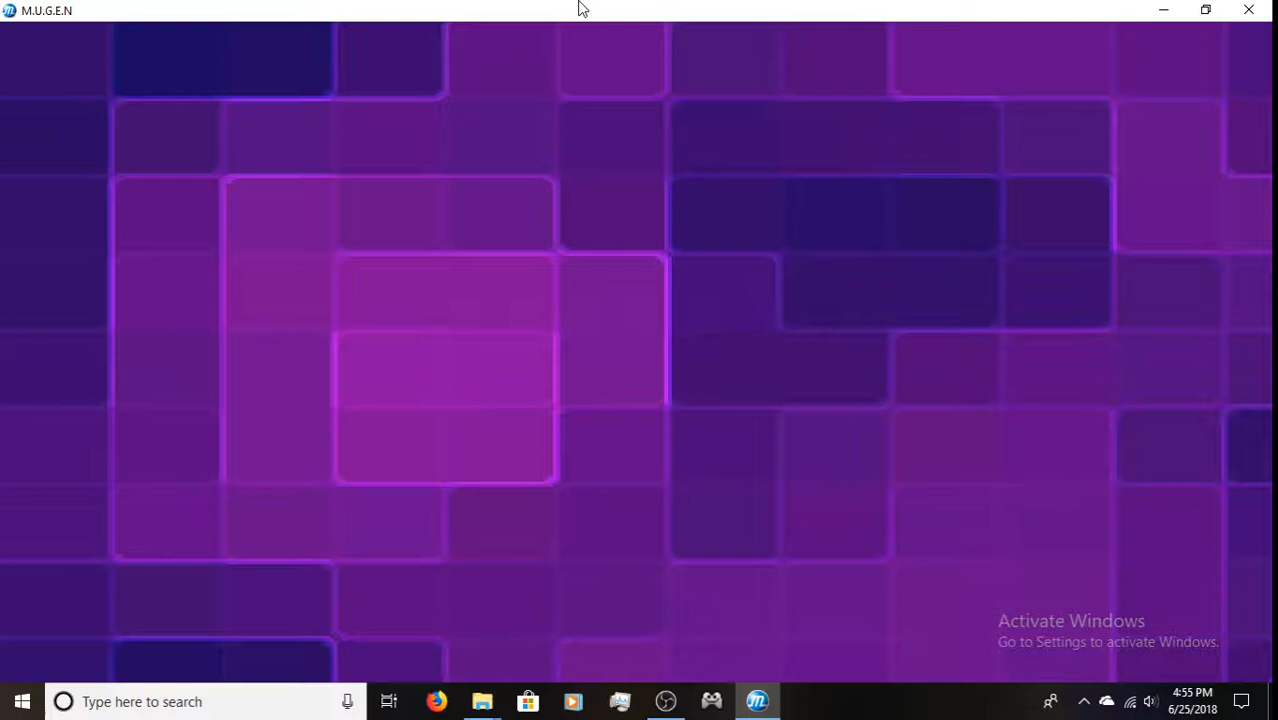 M.U.G.E.N
Activate Windows
Go to Settings to activate Windows.
Type here to search
4:55 PM
6/25/2018